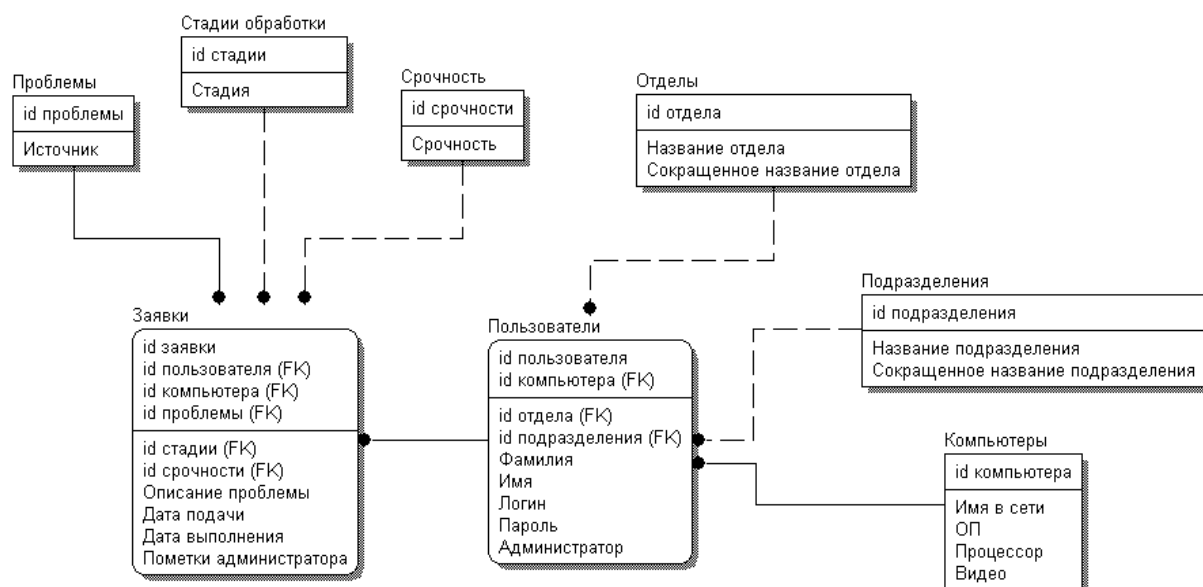 Стадии обработки
id стадии
Стадия
Проблемы
id проблемы
Источник
Срочность
id срочности
Срочность
Отделы
id отдела
Название отдела
Сокращенное название отдела
Подразделения
id подразделения
Название подразделения
Сокращенное название подразделения
Заявки
id заявки
id пользователя (FK)
id компьютера (FK)
id проблемы (FK)
id стадии (FK)
id срочности (FK)
Описание проблемы
Дата подачи
Дата выполнения
Пометки администратора
Пользователи
id пользователя
id компьютера (FK)
id отдела (FK)
id подразделения (FK)
Фамилия
Имя
Логин
Пароль
Администратор
Компьютеры
id компьютера
Имя в сети
ОП
Процессор
Видео